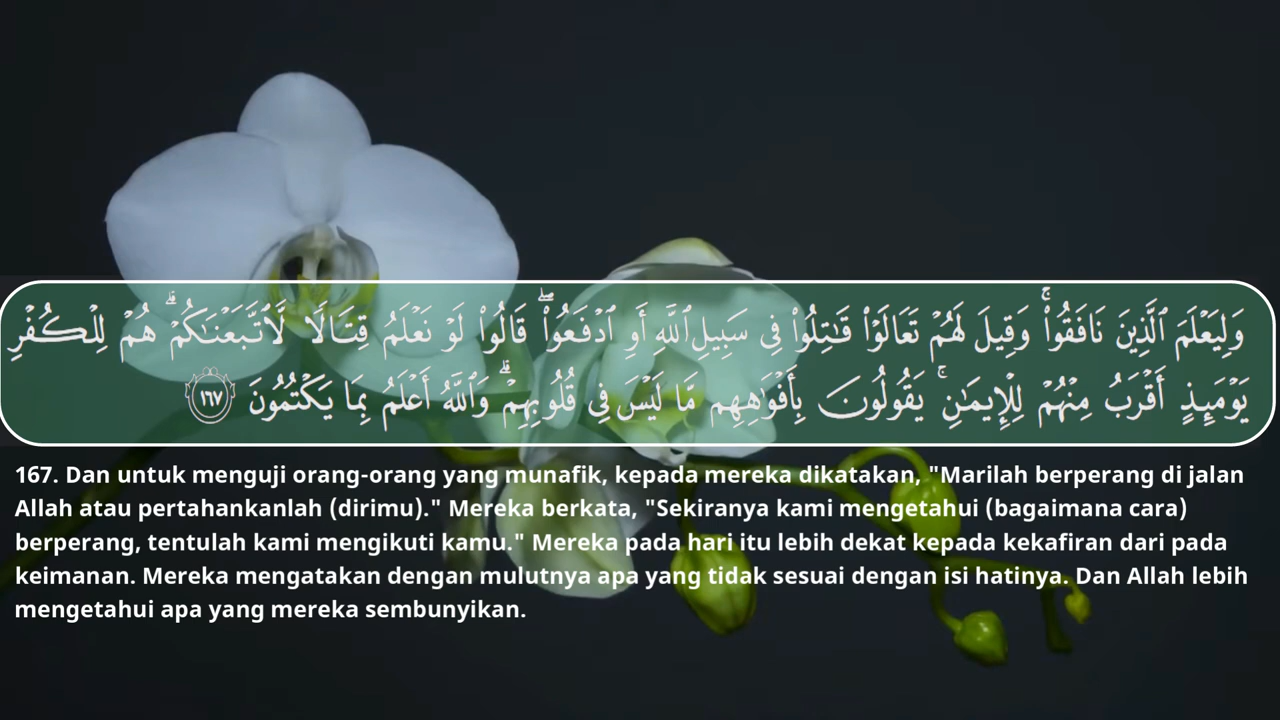 وَلِيَعْلَمَ ٱلَّذِينَ نَافَقُوا۟ ۚ وَقِيلَ لَهُمْ تَعَالَوْا۟ قَـٰتِلُوا۟ فِى سَبِيلِ ٱللَّهِ أَوِ ٱدْفَعُوا۟ ۖ قَالُوا۟ لَوْ نَعْلَمُ قِتَالًا لَّٱتَّبَعْنَـٰكُمْ ۗ هُمْ لِلْكُفْرِ
يَوْمَئِذٍ أَقْرَبُ مِنْهُمْ لِلْإِيمَـٰنِ ۚ يَقُولُونَ بِأَفْوَٰهِهِم مَّا لَيْسَ فِى قُلُوبِهِمْ ۗ وَٱللَّهُ أَعْلَمُ بِمَا يَكْتُمُونَ ١٦٧
167. Dan untuk menguji orang-orang yang munafik, kepada mereka dikatakan, "Marilah berperang di jalan
Allah atau pertahankanlah (dirimu)." Mereka berkata, "Sekiranya kami mengetahui (bagaimana cara)
berperang, tentulah kami mengikuti kamu." Mereka pada hari itu lebih dekat kepada kekafiran dari pada
keimanan. Mereka mengatakan dengan mulutnya apa yang tidak sesuai dengan isi hatinya. Dan Allah lebih
mengetahui apa yang mereka sembunyikan.